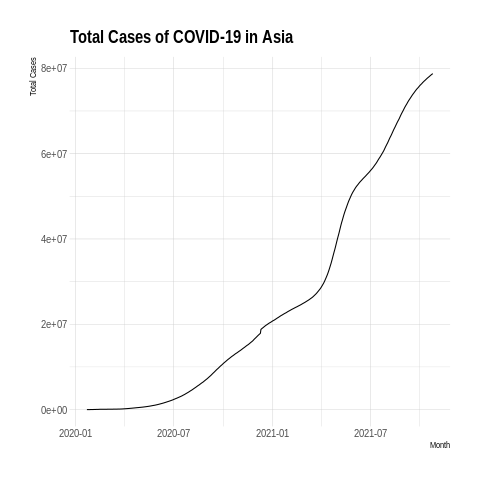 Total Cases of COVID-19 in Asia
Total Cases
8e+07
6e+07
4e+07
2e+07
0e+00
2020-01 2020-07 2021-01 2021-07
Month